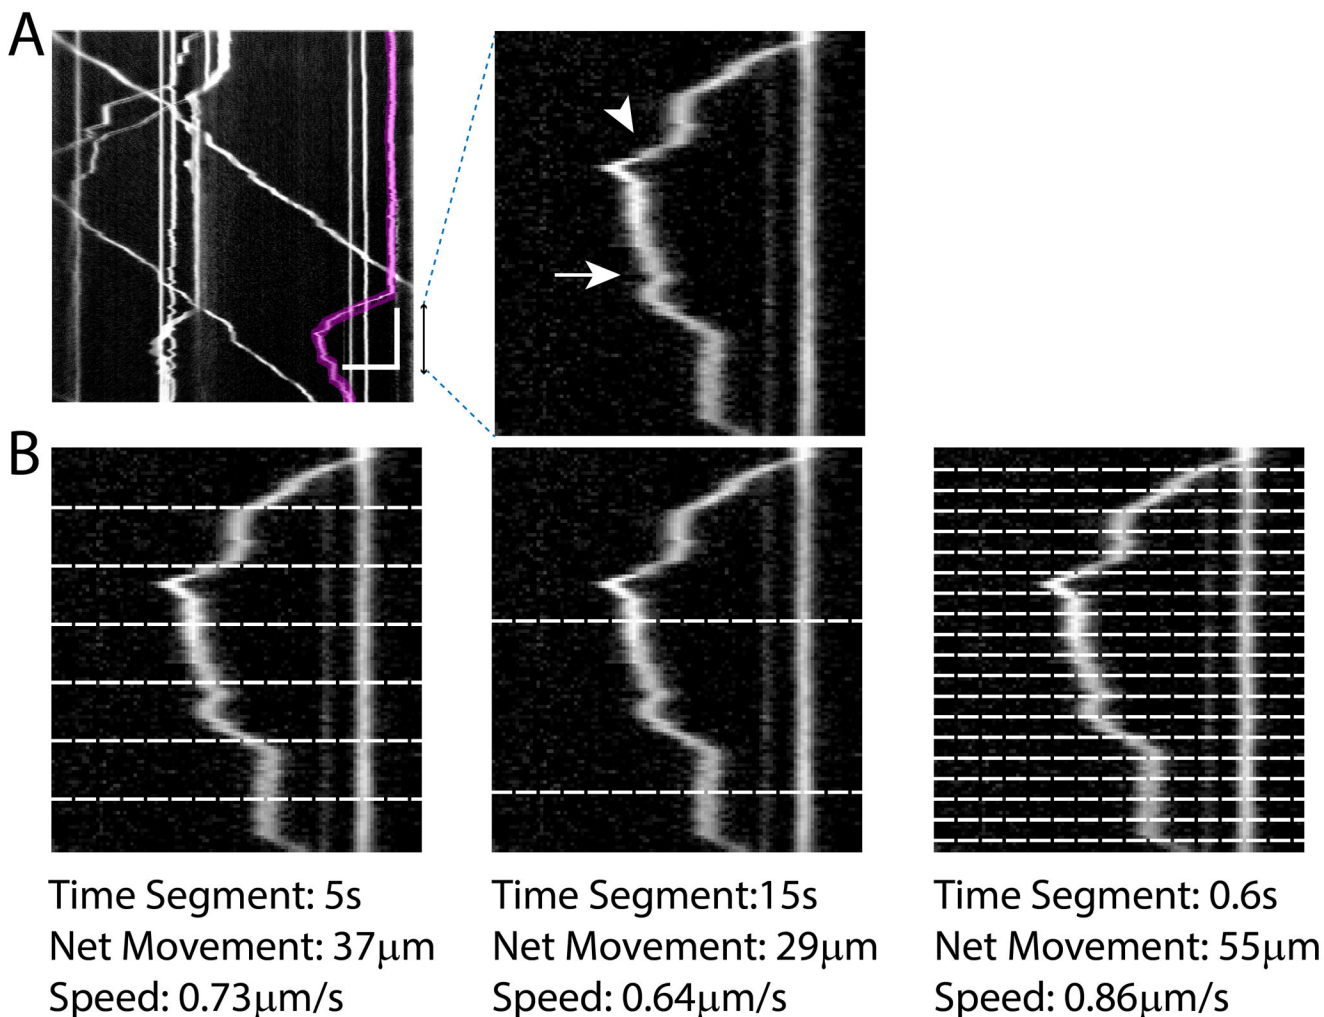 A
B
Time Segment: 5s
Net Movement: 37μm
Speed: 0.73μm/s
Time Segment:15s
Net Movement: 29μm
Speed: 0.64μm/s
Time Segment: 0.6s
Net Movement: 55μm
Speed: 0.86μm/s